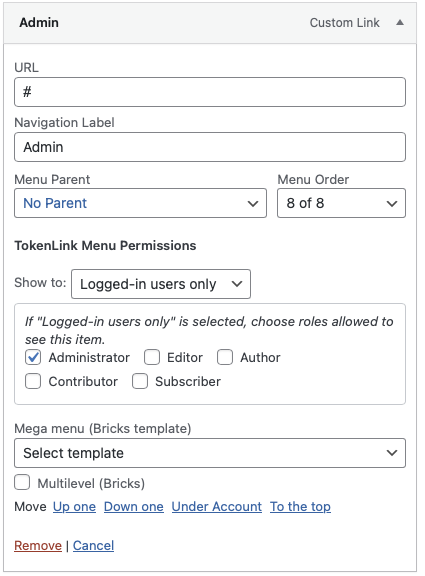 Admin Custom Link
URL
#
Navigation Label
Admin
Menu Parent Menu Order
No Parent 8 of 8
TokenLink Menu Permissions
Show to: Logged-in users only
If "Logged-in users only" is selected, choose roles allowed to
see this item.
Administrator Editor Author
Contributor Subscriber
Mega menu (Bricks template)
Select template
Multilevel (Bricks)
Move Up one Down one Under Account To the top
Remove | Cancel